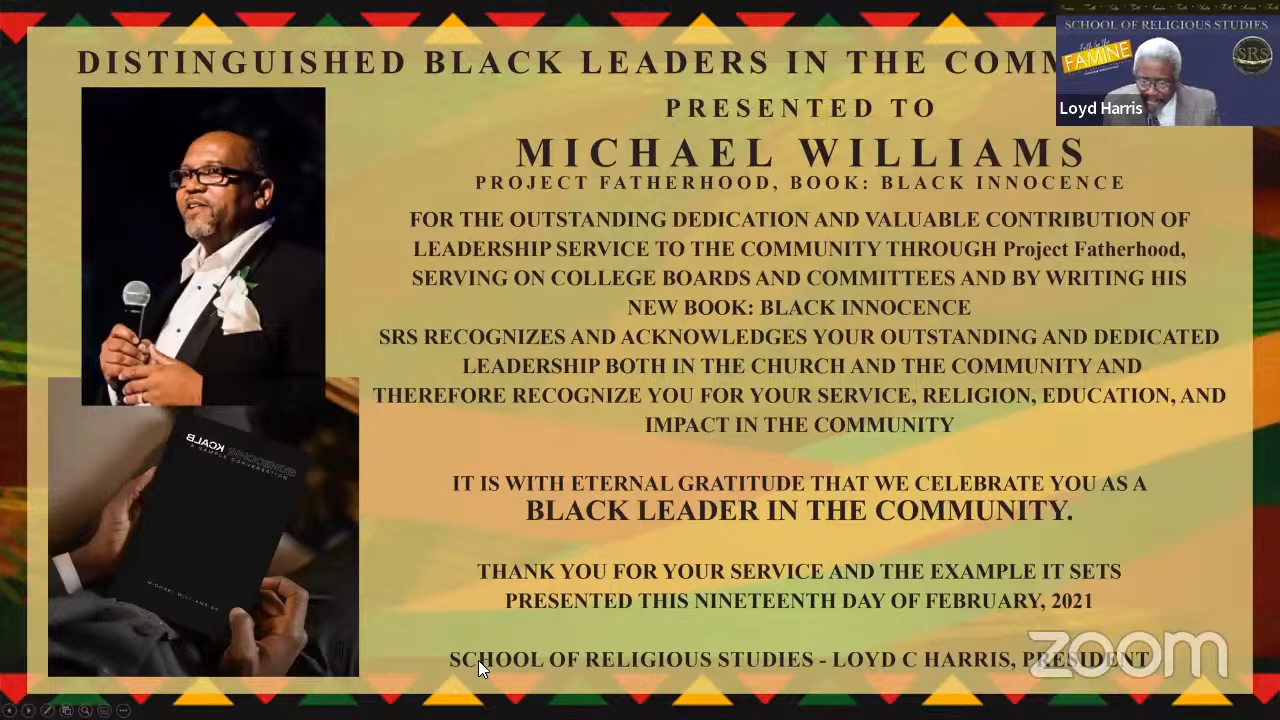 DISTINGUISHED BLACK LEADERS IN THE COMM
PRESENTED TO
MICHAEL WILLIAMS
PROJECT FATHERHOOD, BOOK: BLACK INNOCENCE
FOR THE OUTSTANDING DEDICATION AND VALUABLE CONTRIBUTION OF
LEADERSHIP SERVICE TO THE COMMUNITY THROUGH Project Fatherhood,
SERVING ON COLLEGE BOARDS AND COMMITTEES AND BY WRITING HIS
NEW BOOK: BLACK INNOCENCE
SRS RECOGNIZES AND ACKNOWLEDGES YOUR OUTSTANDING AND DEDICATED
LEADERSHIP BOTH IN THE CHURCH AND THE COMMUNITY AND
THEREFORE RECOGNIZE YOU FOR YOUR SERVICE, RELIGION, EDUCATION, AND
IMPACT IN THE COMMUNITY
IT IS WITH ETERNAL GRATITUDE THAT WE CELEBRATE YOU AS A
BLACK LEADER IN THE COMMUNITY.
THANK YOU FOR YOUR SERVICE AND THE EXAMPLE IT SETS
PRESENTED THIS NINETEENTH DAY OF FEBRUARY, 2021
SCHOOL OF RELIGIOUS STUDIES - LOYD C HARRIS, PRESIDENT
zoom
SCHOOL OF RELIGIOUS STUDIES
FAMINE
SRS
Loyd Harris
KCALB
A SAMPLE CONVERSATION
MICHAEL WILLIAMS SR